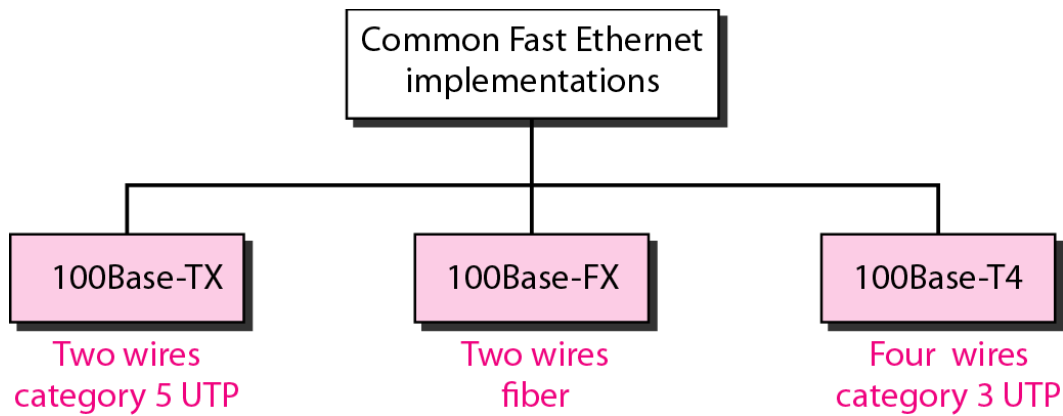 Common Fast Ethernet
implementations
100Base-TX
100Base-FX
100Base-T4
Two wires
category 5 UTP
Two wires
fiber
Four wires
category 3 UTP